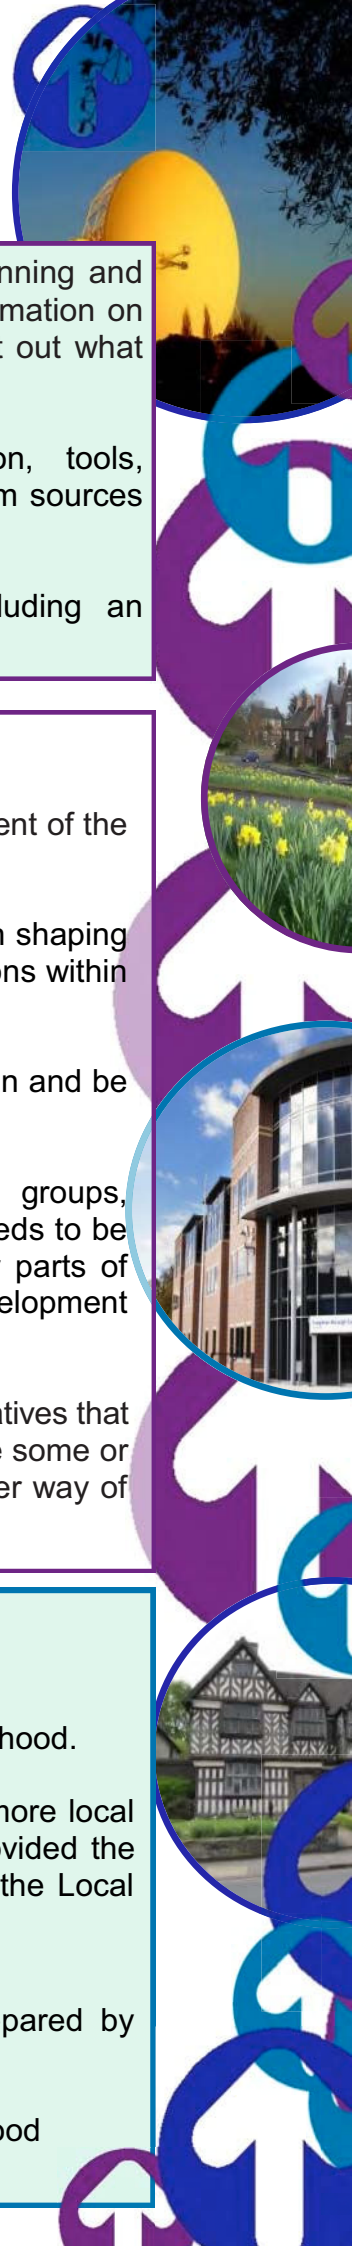 nning and
mation on
t out what
on, tools,
m sources
luding an
ent of the
n shaping
ons within
n and be
groups,
eds to be
parts of
elopment
atives that
e some or
er way of
hood.
more local
ovided the
the Local
pared by
ood